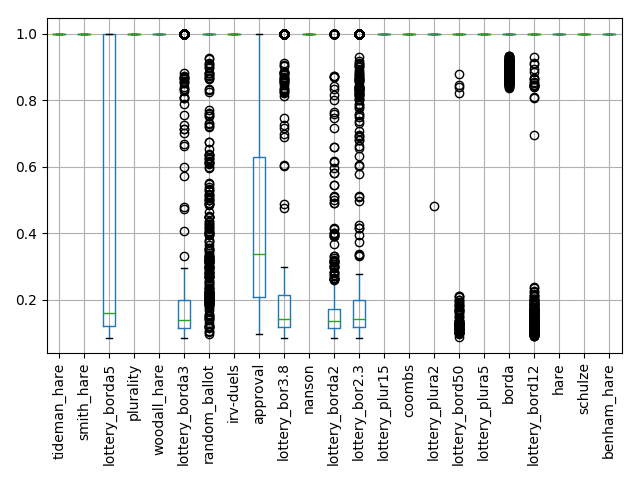 1.0
0.8
0.6
0.4
0.2
tideman_hare
smith_hare
lottery_borda5
plurality
woodall_hare
lottery_borda3
random_ballot
irv-duels
approval
lottery_bor3.8
nanson
lottery_borda2
lottery_bor2.3
lottery_plur15
coombs
lottery_plura2
lottery_bord50
lottery_plura5
borda
lottery_bord12
hare
schulze
benham_hare